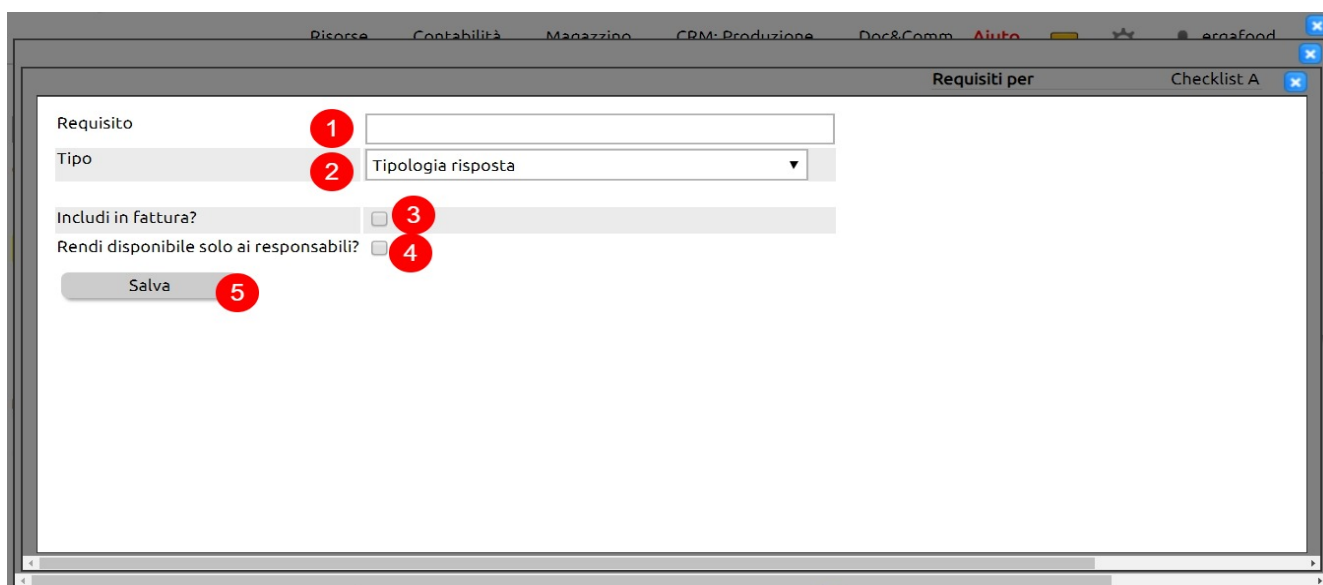 Risorse Contabilità Magazzino CRM: Produzione Doc&Comm Aiuto ergafood
Requisiti per Checklist A
Requisito 1
Tipo 2 Tipologia risposta
Includi in fattura? 3
Rendi disponibile solo ai responsabili? 4
Salva 5